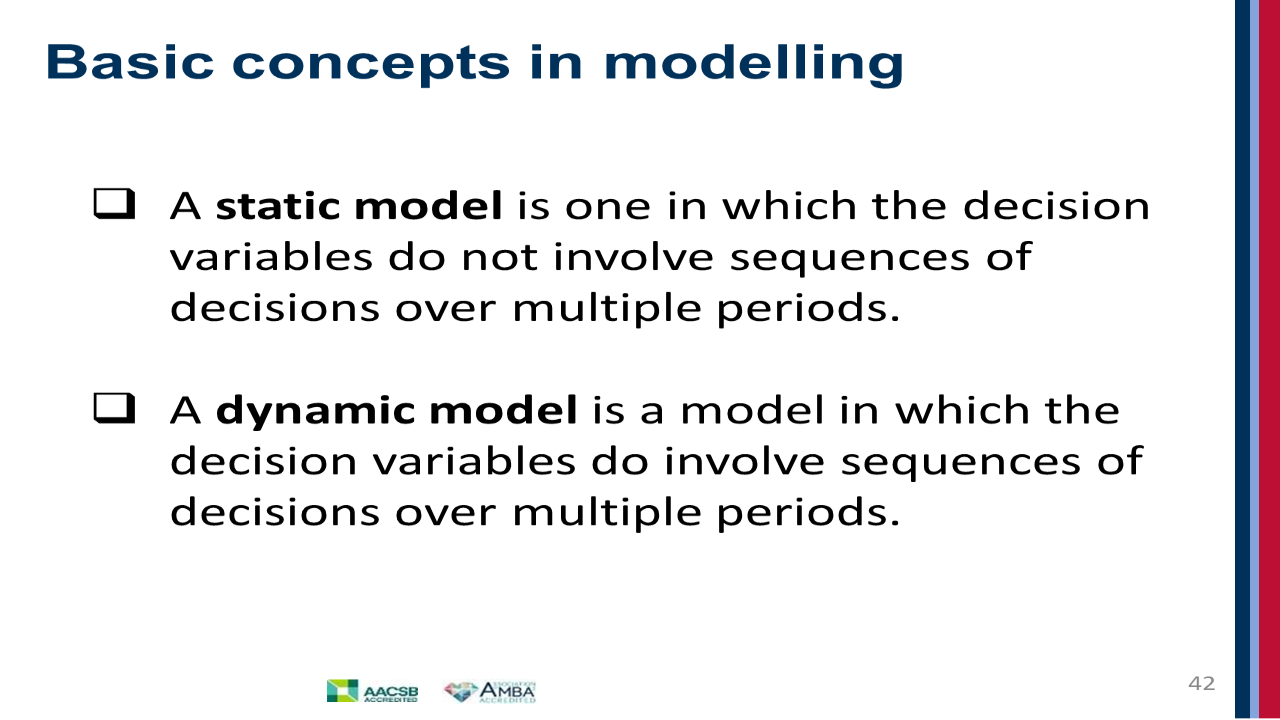 Basic concepts in modelling
A static model is one in which the decision
variables do not involve sequences of
decisions over multiple periods.
A dynamic model is a model in which the
decision variables do involve sequences of
decisions over multiple periods.
AACSB
ACCREDITED
ASSOCIATION
AMBA
ACCREDITED
42